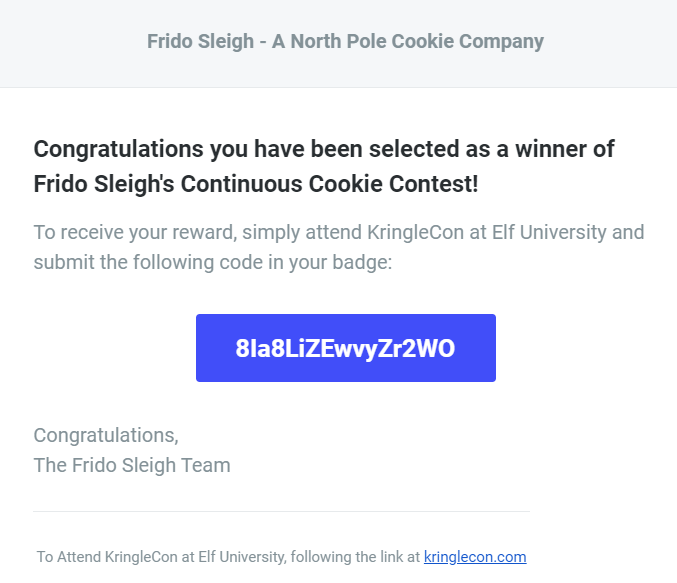 Frido Sleigh - A North Pole Cookie Company
Congratulations you have been selected as a winner of
Frido Sleigh's Continuous Cookie Contest!
To receive your reward, simply attend KringleCon at Elf University and
submit the following code in your badge:
8Ia8LiZEwvyZr2WO
Congratulations,
The Frido Sleigh Team
To Attend KringleCon at Elf University, following the link at kringlecon.com